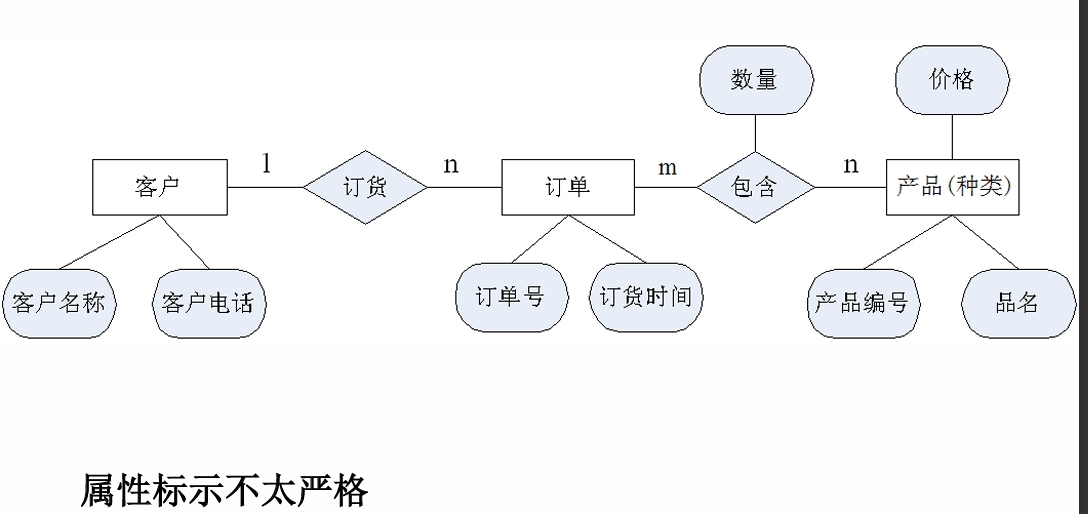 数量 价格
客户 1 订货 n 订单 m 包含 n 产品(种类)
客户名称 客户电话 订单号 订货时间 产品编号 品名
属性标示不太严格